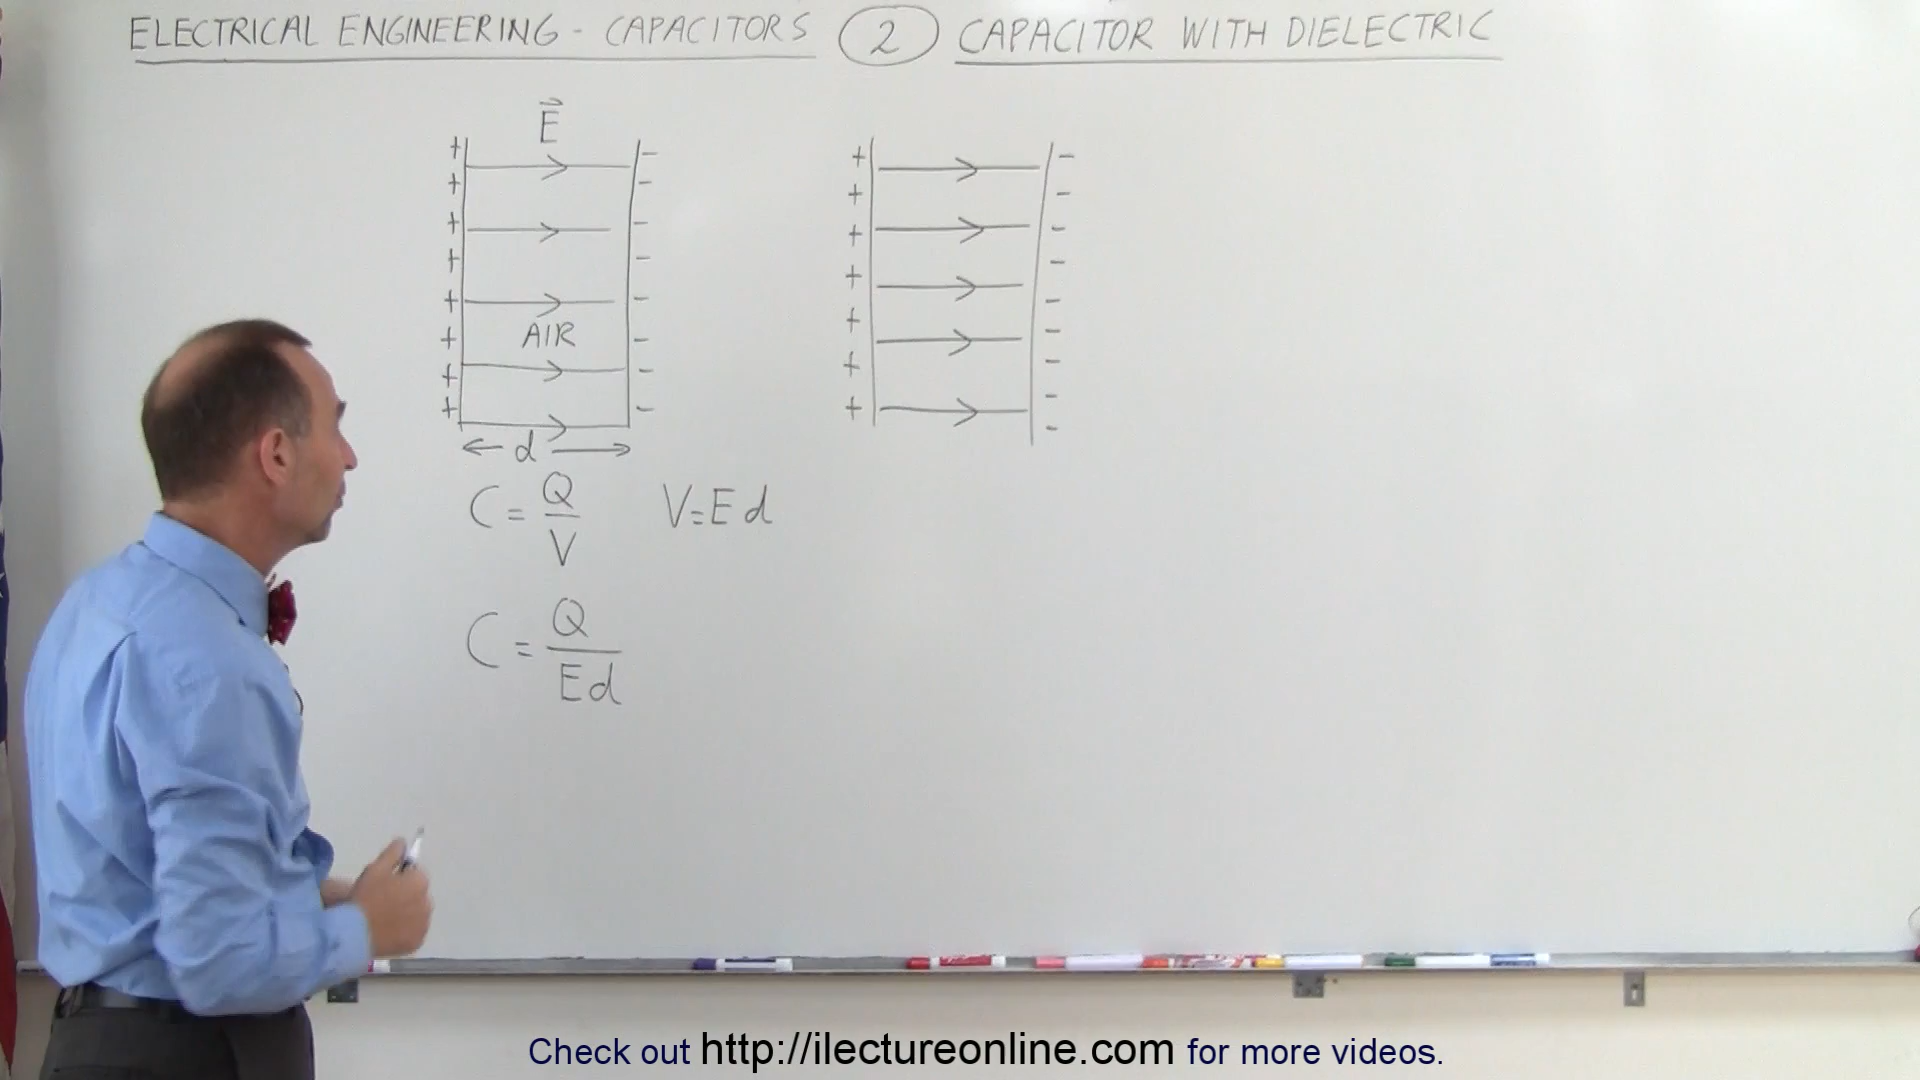 ELECTRICAL ENGINEERING - CAPACITORS 2 CAPACITOR WITH DIELECTRIC
E⃗
+ + + + + + + +
- - - - - - - -
AIR
← d →
C = Q/V
V = Ed
C = Q/Ed
+ + + + + + +
- - - - - - - - -
Check out http://ilectureonline.com for more videos.